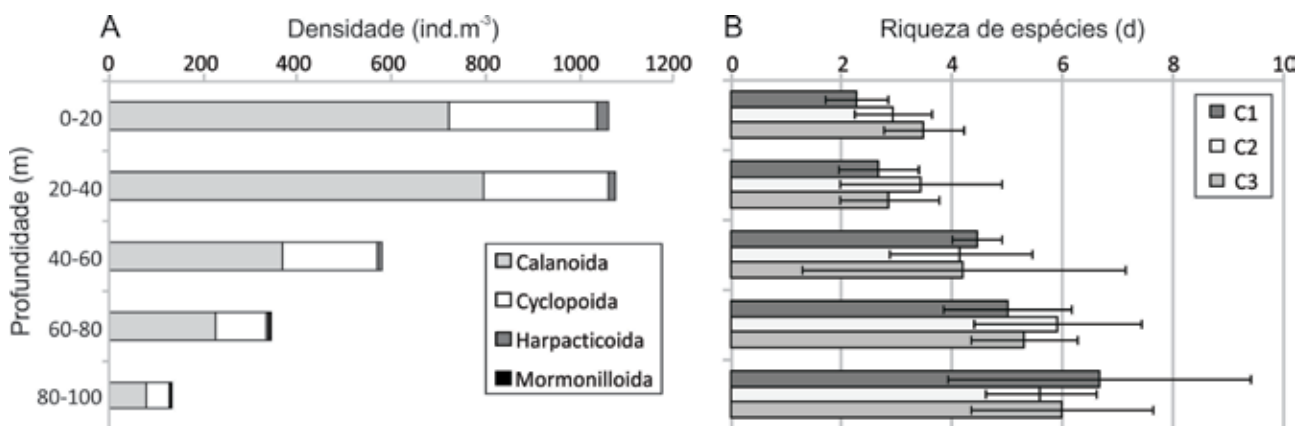 A
Densidade (ind.m⁻³)
0 200 400 600 800 1000 1200
Profundidade (m)
0-20
20-40
40-60
60-80
80-100
Calanoida
Cyclopoida
Harpacticoida
Mormonilloida
B
Riqueza de espécies (d)
0 2 4 6 8 10
C1
C2
C3